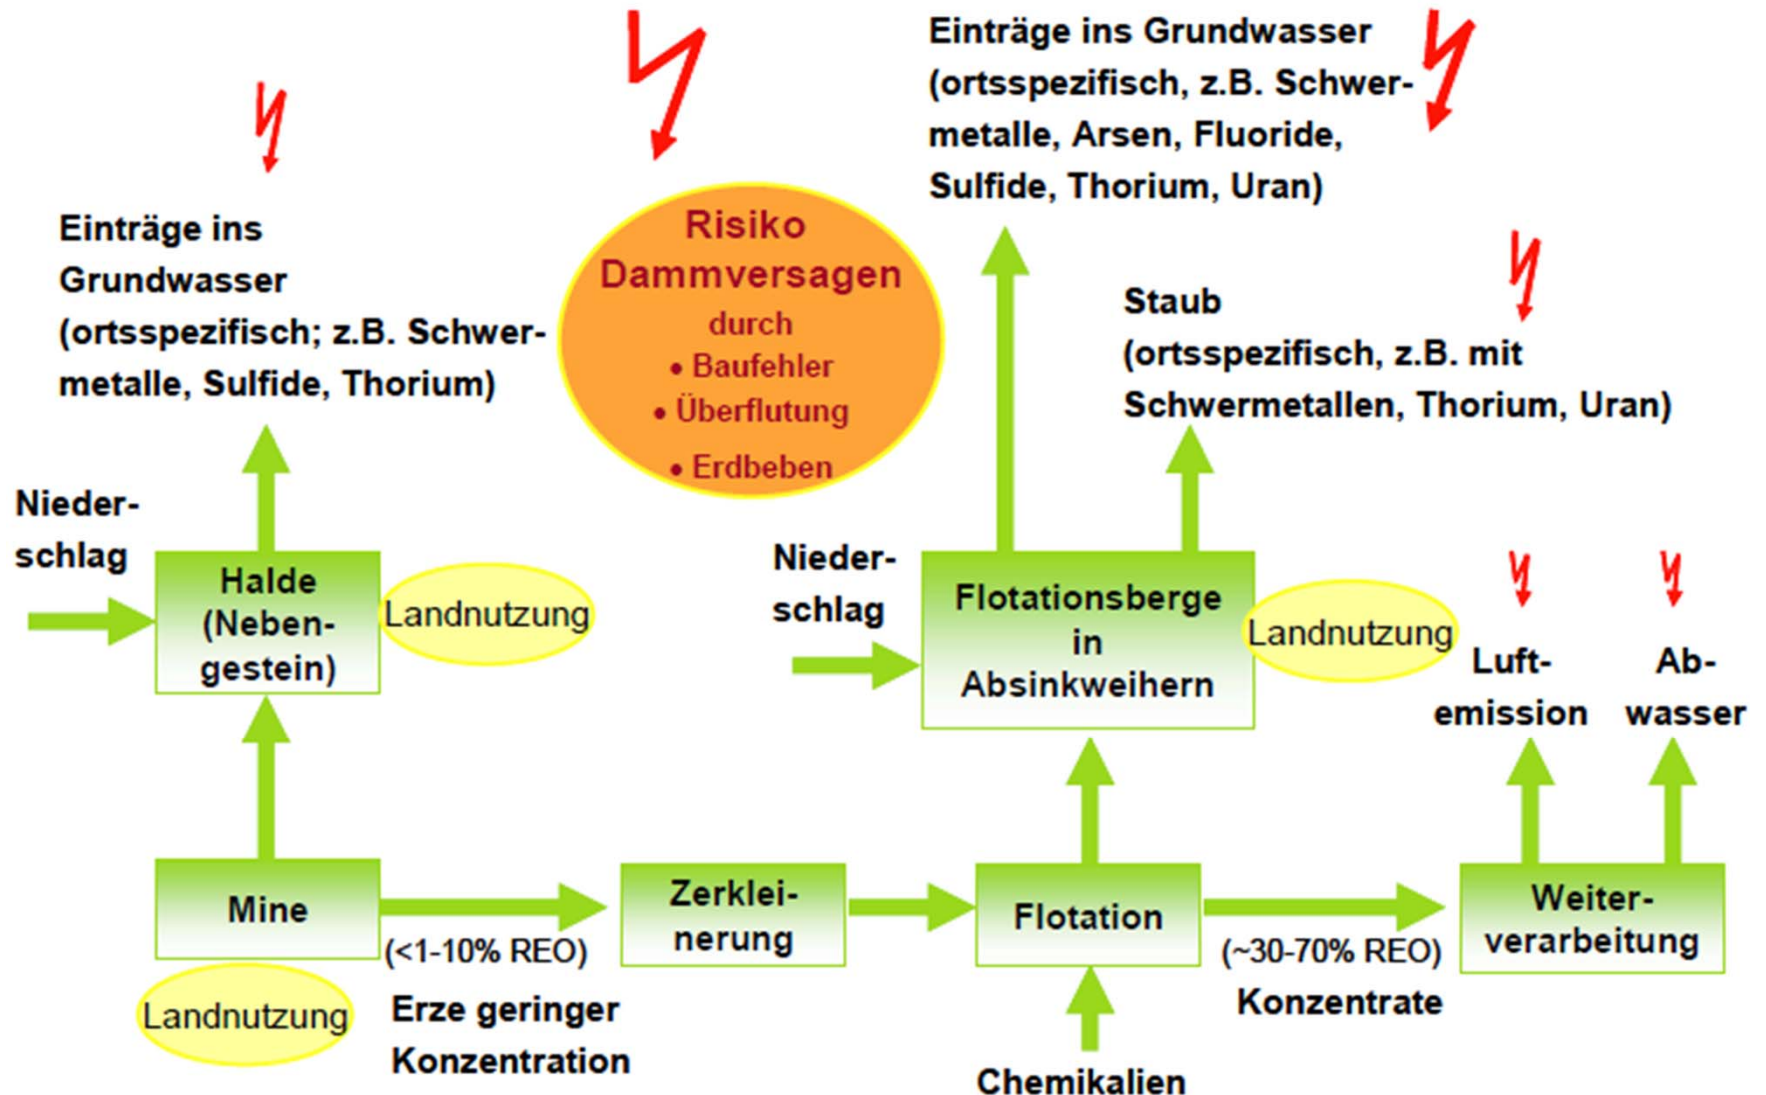 Einträge ins Grundwasser
(ortsspezifisch, z.B. Schwer-
metalle, Arsen, Fluoride,
Sulfide, Thorium, Uran)
Einträge ins
Grundwasser
(ortsspezifisch; z.B. Schwer-
metalle, Sulfide, Thorium)
Risiko
Dammversagen
durch
• Baufehler
• Überflutung
• Erdbeben
Staub
(ortsspezifisch, z.B. mit
Schwermetallen, Thorium, Uran)
Nieder-
schlag
Halde
(Neben-
gestein)
Landnutzung
Nieder-
schlag
Flotationsberge
in
Absinkweihern
Landnutzung
Luft-
emission
Ab-
wasser
Mine
(<1-10% REO)
Erze geringer
Konzentration
Landnutzung
Zerklei-
nerung
Flotation
(~30-70% REO)
Konzentrate
Weiter-
verarbeitung
Chemikalien